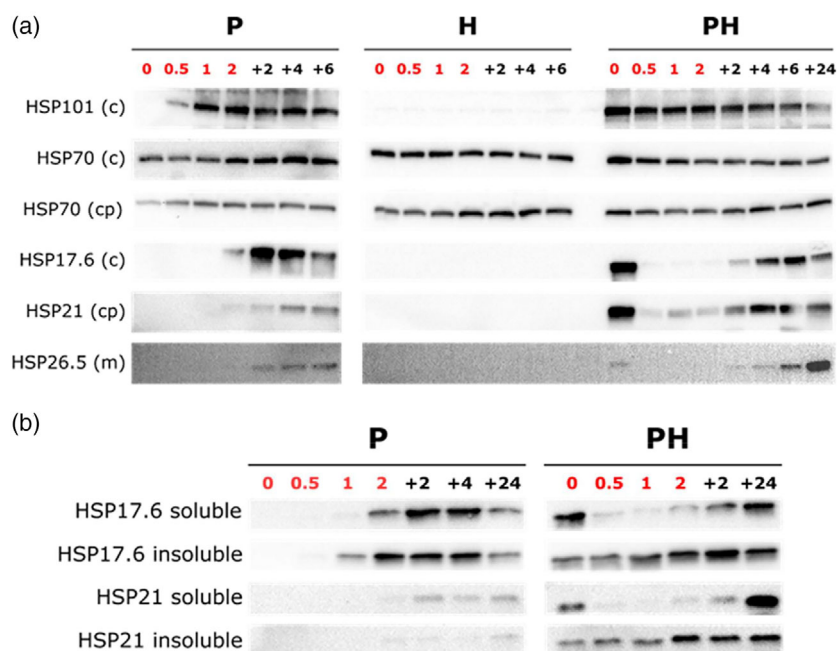 (a)
P H PH
0 0.5 1 2 +2 +4 +6 0 0.5 1 2 +2 +4 +6 0 0.5 1 2 +2 +4 +6 +24
HSP101 (c)
HSP70 (c)
HSP70 (cp)
HSP17.6 (c)
HSP21 (cp)
HSP26.5 (m)
(b)
P PH
0 0.5 1 2 +2 +4 +24 0 0.5 1 2 +2 +24
HSP17.6 soluble
HSP17.6 insoluble
HSP21 soluble
HSP21 insoluble